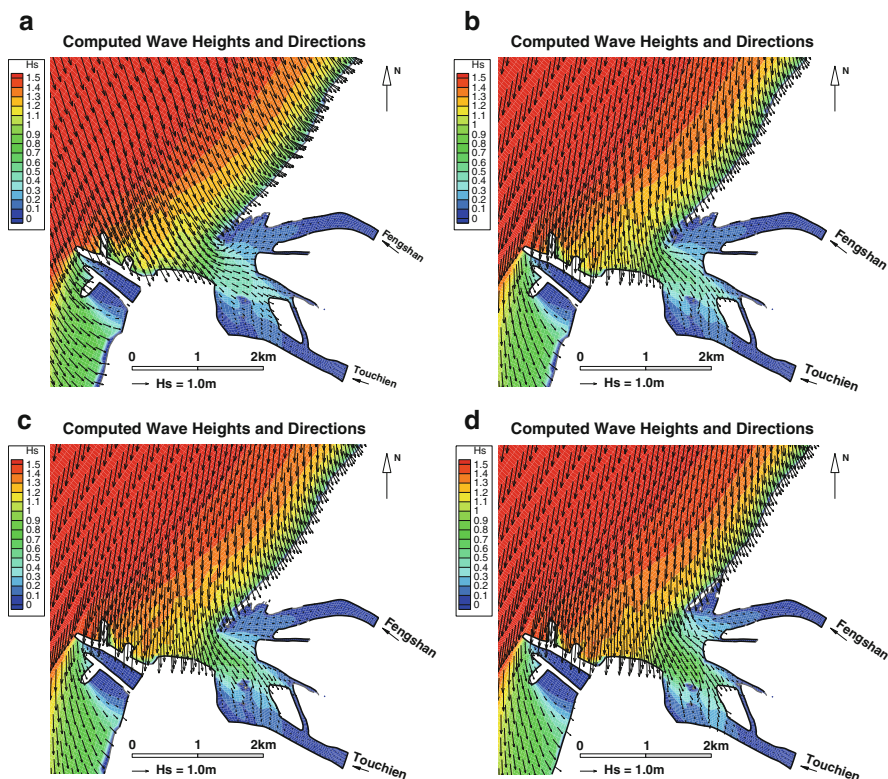 a
Computed Wave Heights and Directions
Hs
1.5
1.4
1.3
1.2
1.1
1
0.9
0.8
0.7
0.6
0.5
0.4
0.3
0.2
0.1
0
N
Fengshan
Touchien
0 1 2km
Hs = 1.0m
b
Computed Wave Heights and Directions
Hs
1.5
1.4
1.3
1.2
1.1
1
0.9
0.8
0.7
0.6
0.5
0.4
0.3
0.2
0.1
0
N
Fengshan
Touchien
0 1 2km
Hs = 1.0m
c
Computed Wave Heights and Directions
Hs
1.5
1.4
1.3
1.2
1.1
1
0.9
0.8
0.7
0.6
0.5
0.4
0.3
0.2
0.1
0
N
Fengshan
Touchien
0 1 2km
Hs = 1.0m
d
Computed Wave Heights and Directions
Hs
1.5
1.4
1.3
1.2
1.1
1
0.9
0.8
0.7
0.6
0.5
0.4
0.3
0.2
0.1
0
N
Fengshan
Touchien
0 1 2km
Hs = 1.0m